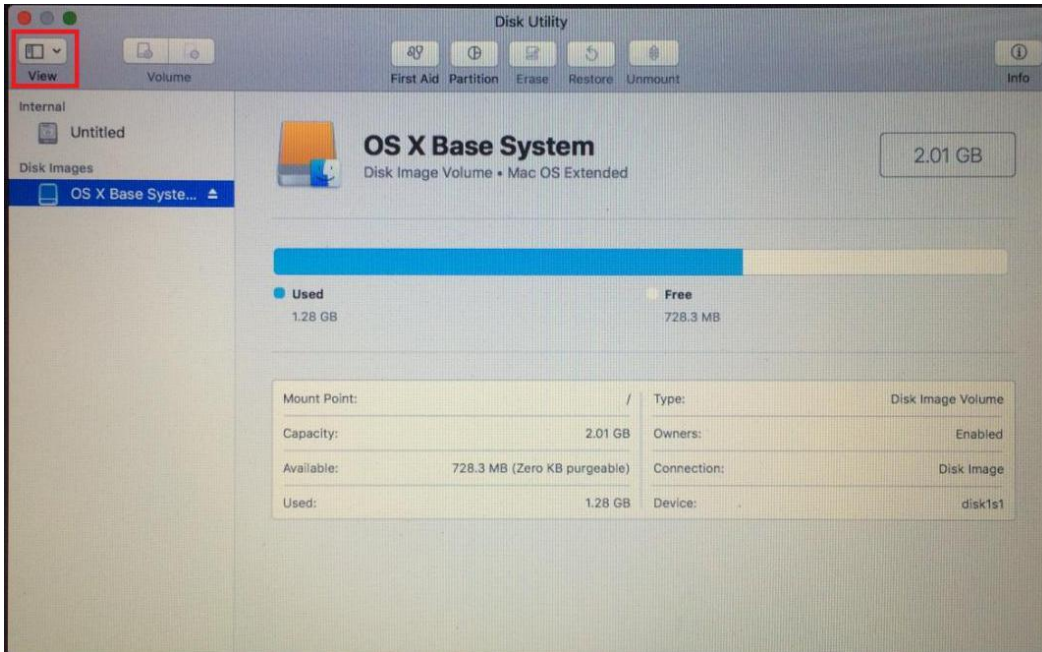 Disk Utility
View
Volume
First Aid
Partition
Erase
Restore
Unmount
Info
Internal
Untitled
Disk Images
OS X Base Syste...
OS X Base System
Disk Image Volume • Mac OS Extended
2.01 GB
Used
1.28 GB
Free
728.3 MB
Mount Point: /
Capacity: 2.01 GB
Available: 728.3 MB (Zero KB purgeable)
Used: 1.28 GB
Type: Disk Image Volume
Owners: Enabled
Connection: Disk Image
Device: disk1s1